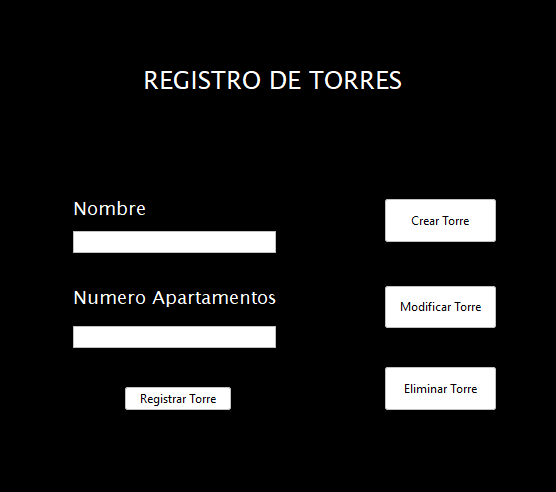 REGISTRO DE TORRES
Nombre
Crear Torre
Numero Apartamentos
Modificar Torre
Eliminar Torre
Registrar Torre